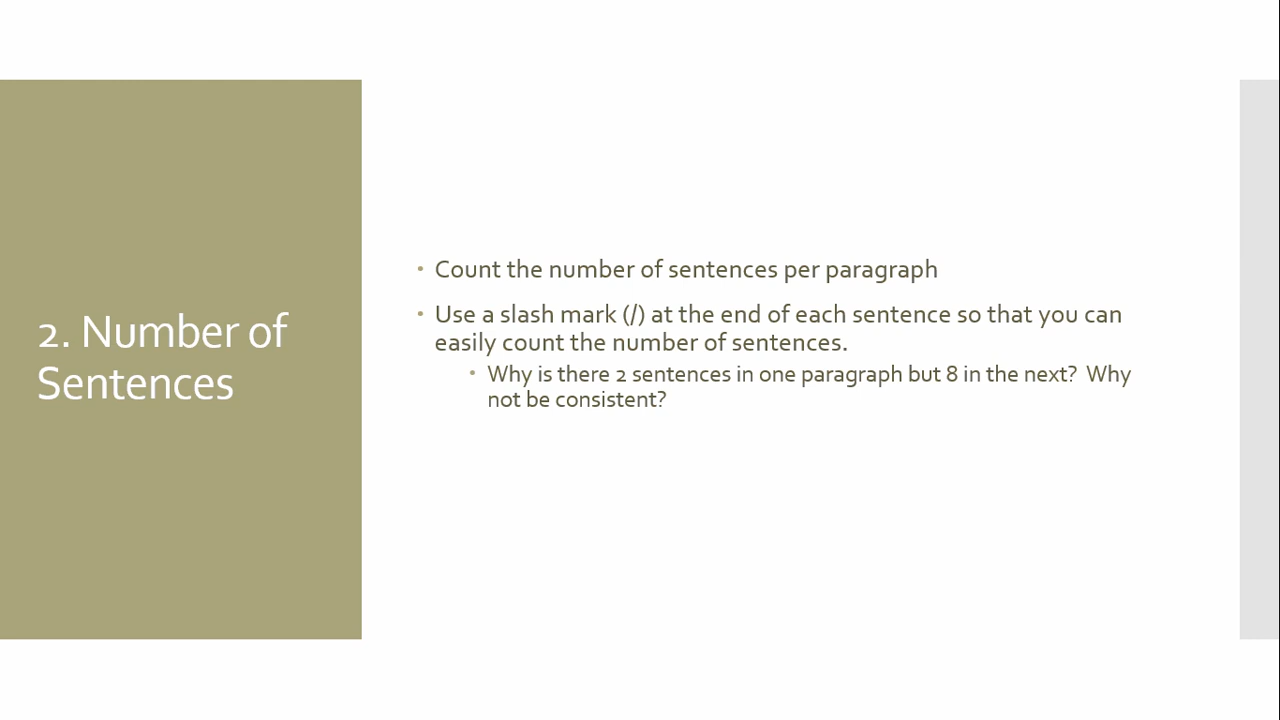 2. Number of
Sentences
• Count the number of sentences per paragraph
• Use a slash mark (/) at the end of each sentence so that you can
easily count the number of sentences.
• Why is there 2 sentences in one paragraph but 8 in the next?  Why
not be consistent?